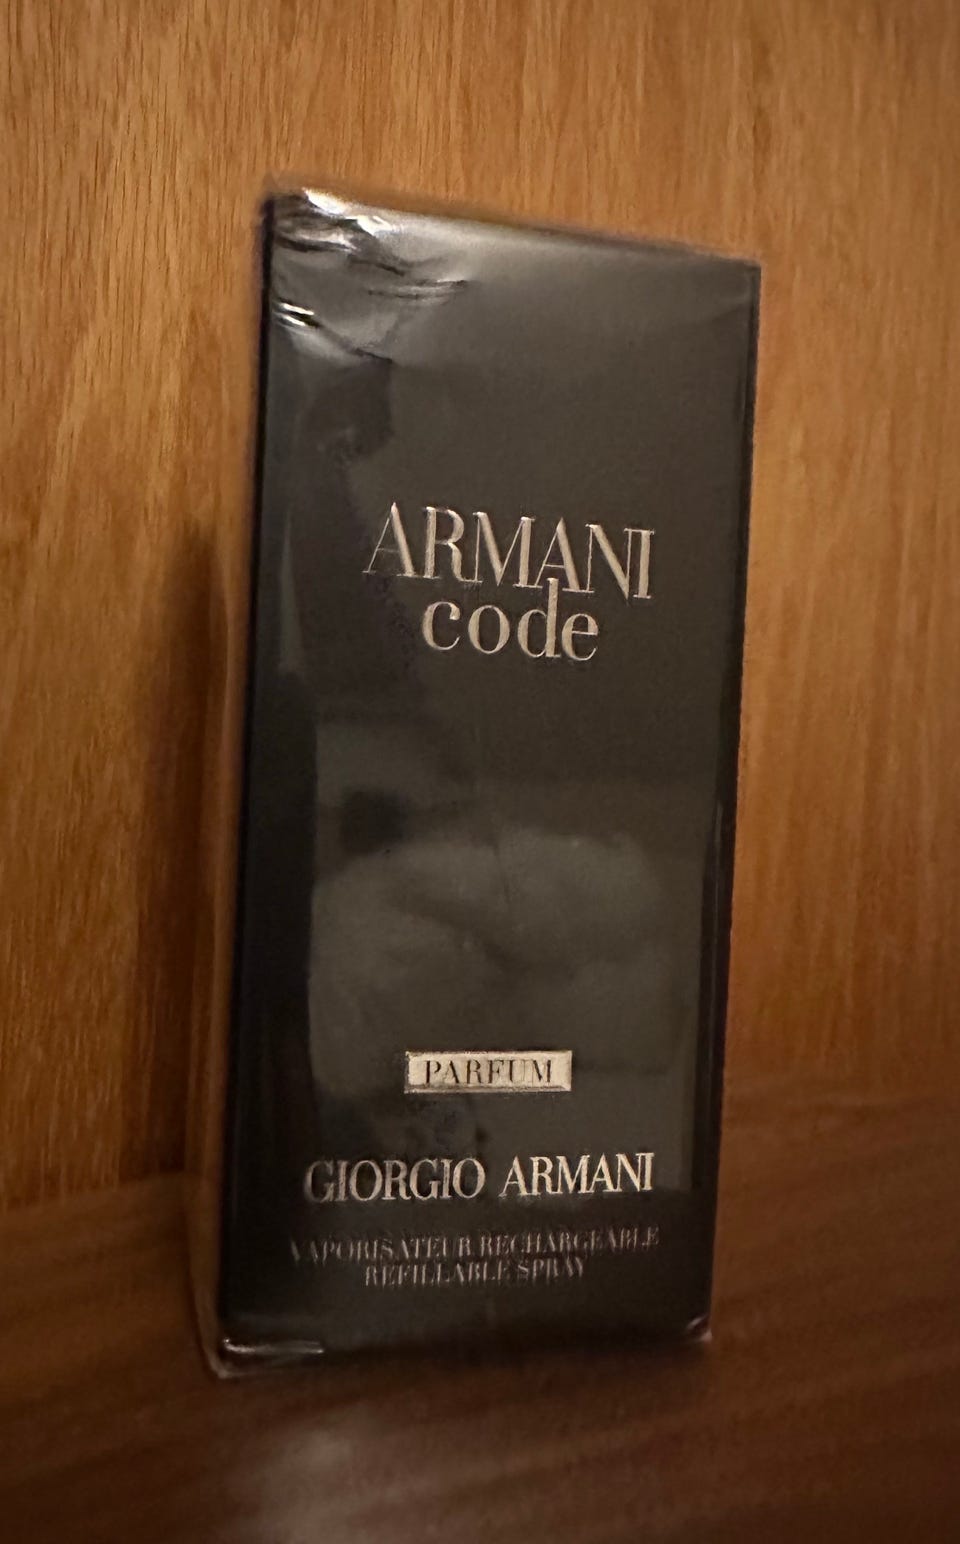 ARMANI
code
PARFUM
GIORGIO ARMANI
VAPORISATEUR RECHARGEABLE
REFILLABLE SPRAY